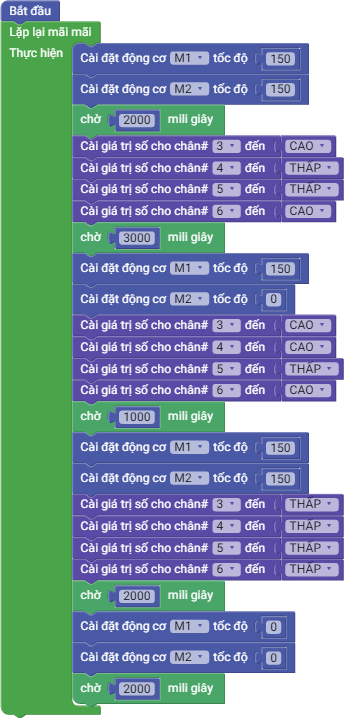 Bắt đầu
Lặp lại mãi mãi
Thực hiện
Cài đặt động cơ M1 tốc độ 150
Cài đặt động cơ M2 tốc độ 150
chờ 2000 mili giây
Cài giá trị số cho chân# 3 đến CAO
Cài giá trị số cho chân# 4 đến THẤP
Cài giá trị số cho chân# 5 đến THẤP
Cài giá trị số cho chân# 6 đến CAO
chờ 3000 mili giây
Cài đặt động cơ M1 tốc độ 150
Cài đặt động cơ M2 tốc độ 0
Cài giá trị số cho chân# 3 đến CAO
Cài giá trị số cho chân# 4 đến CAO
Cài giá trị số cho chân# 5 đến THẤP
Cài giá trị số cho chân# 6 đến CAO
chờ 1000 mili giây
Cài đặt động cơ M1 tốc độ 150
Cài đặt động cơ M2 tốc độ 150
Cài giá trị số cho chân# 3 đến THẤP
Cài giá trị số cho chân# 4 đến THẤP
Cài giá trị số cho chân# 5 đến THẤP
Cài giá trị số cho chân# 6 đến THẤP
chờ 2000 mili giây
Cài đặt động cơ M1 tốc độ 0
Cài đặt động cơ M2 tốc độ 0
chờ 2000 mili giây